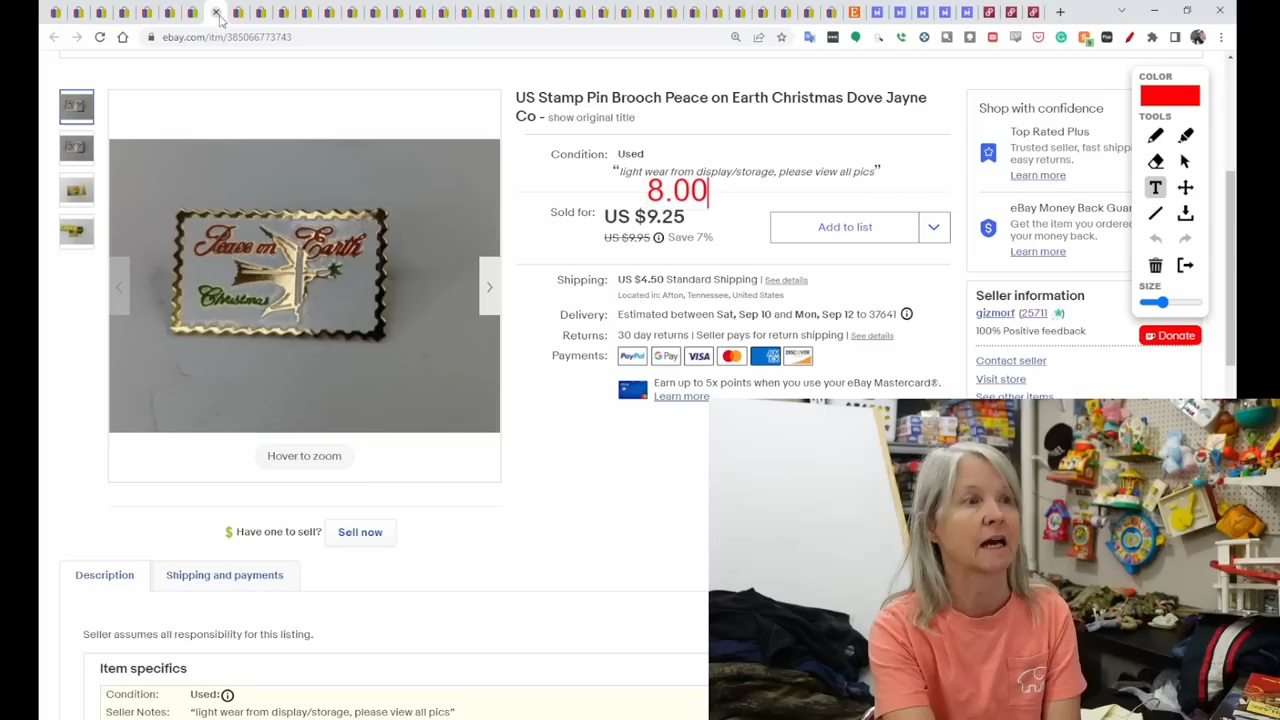 ebay.com/itm/385066773743
US Stamp Pin Brooch Peace on Earth Christmas Dove Jayne
Co - show original title
Condition: Used
“light wear from display/storage, please view all pics”
8.00
Sold for: US $9.25
US $9.95 Save 7%
Add to list
Shipping: US $4.50 Standard Shipping | See details
Located in: Afton, Tennessee, United States
Delivery: Estimated between Sat, Sep 10 and Mon, Sep 12 to 37641
Returns: 30 day returns | Seller pays for return shipping | See details
Payments: PayPal G Pay VISA DISCOVER
Earn up to 5x points when you use your eBay Mastercard®.
Learn more
Peace on Earth
Christmas
Hover to zoom
Have one to sell? Sell now
Description
Shipping and payments
Seller assumes all responsibility for this listing.
Item specifics
Condition: Used:
Seller Notes: “light wear from display/storage, please view all pics”
Shop with confidence
Top Rated Plus
Trusted seller, fast shipp
easy returns.
Learn more
eBay Money Back Guar
Get the item you ordered
your money back.
Learn more
Seller information
gizmorf (25711)
100% Positive feedback
Contact seller
Visit store
See other items
COLOR
TOOLS
T
SIZE
Donate